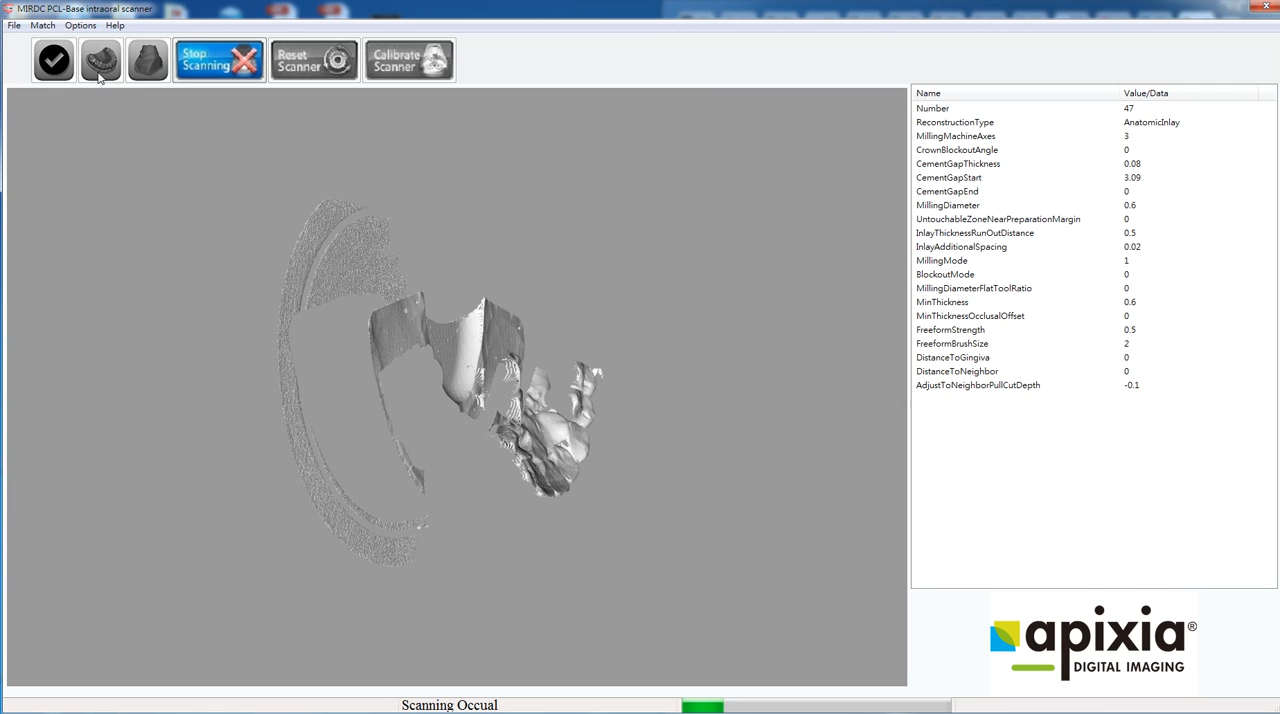 MIRDC PCL-Base intraoral scanner
File Match Options Help
Stop Scanning
Reset Scanner
Calibrate Scanner
Name Value/Data
Number 47
ReconstructionType AnatomicInlay
MillingMachineAxes 3
CrownBlockoutAngle 0
CementGapThickness 0.08
CementGapStart 3.09
CementGapEnd 0
MillingDiameter 0.6
UntouchableZoneNearPreparationMargin 0
InlayThicknessRunOutDistance 0.5
InlayAdditionalSpacing 0.02
MillingMode 1
BlockoutMode 0
MillingDiameterFlatToolRatio 0
MinThickness 0.6
MinThicknessOcclusalOffset 0
FreeformStrength 0.5
FreeformBrushSize 2
DistanceToGingiva 0
DistanceToNeighbor 0
AdjustToNeighborPullCutDepth -0.1
apixia®
DIGITAL IMAGING
Scanning Occual